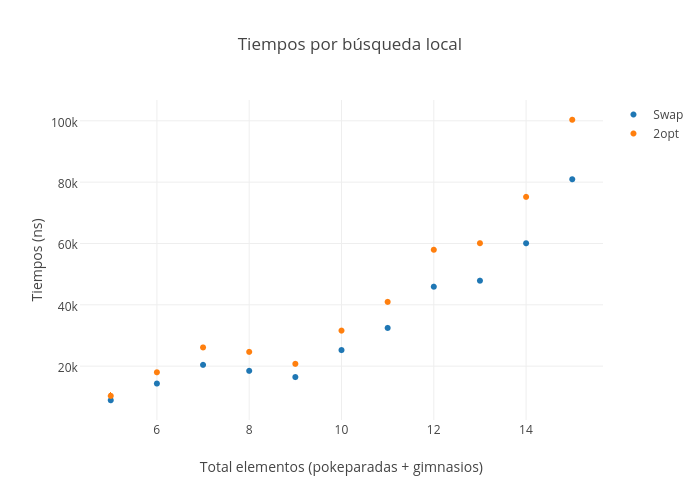 Tiempos por búsqueda local
Swap
2opt
100k
80k
60k
40k
20k
Tiempos (ns)
6
8
10
12
14
Total elementos (pokeparadas + gimnasios)